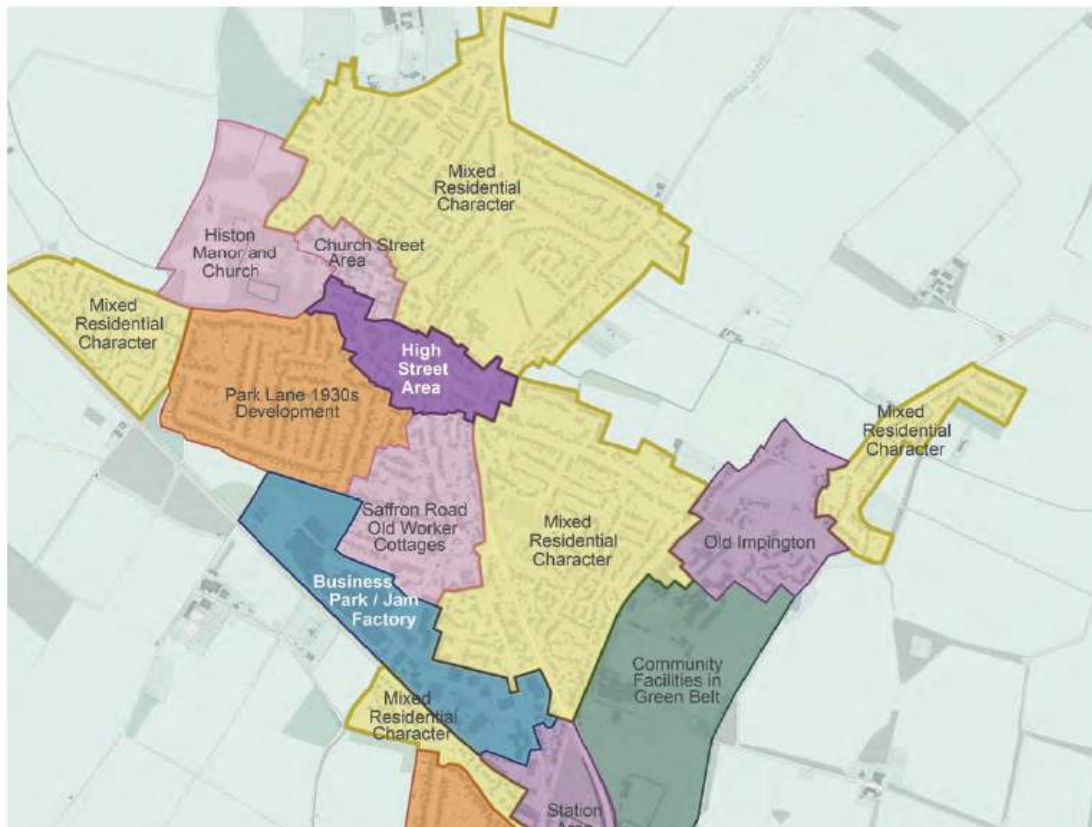 Mixed
Residential
Character
Histon
Manor and
Church
Church Street
Area
Mixed
Residential
Character
High
Street
Area
Park Lane 1930s
Development
Mixed
Residential
Character
Saffron Road
Old Worker
Cottages
Mixed
Residential
Character
Old Impington
Business
Park / Jam
Factory
Community
Facilities in
Green Belt
Mixed
Residential
Character
Station
Area